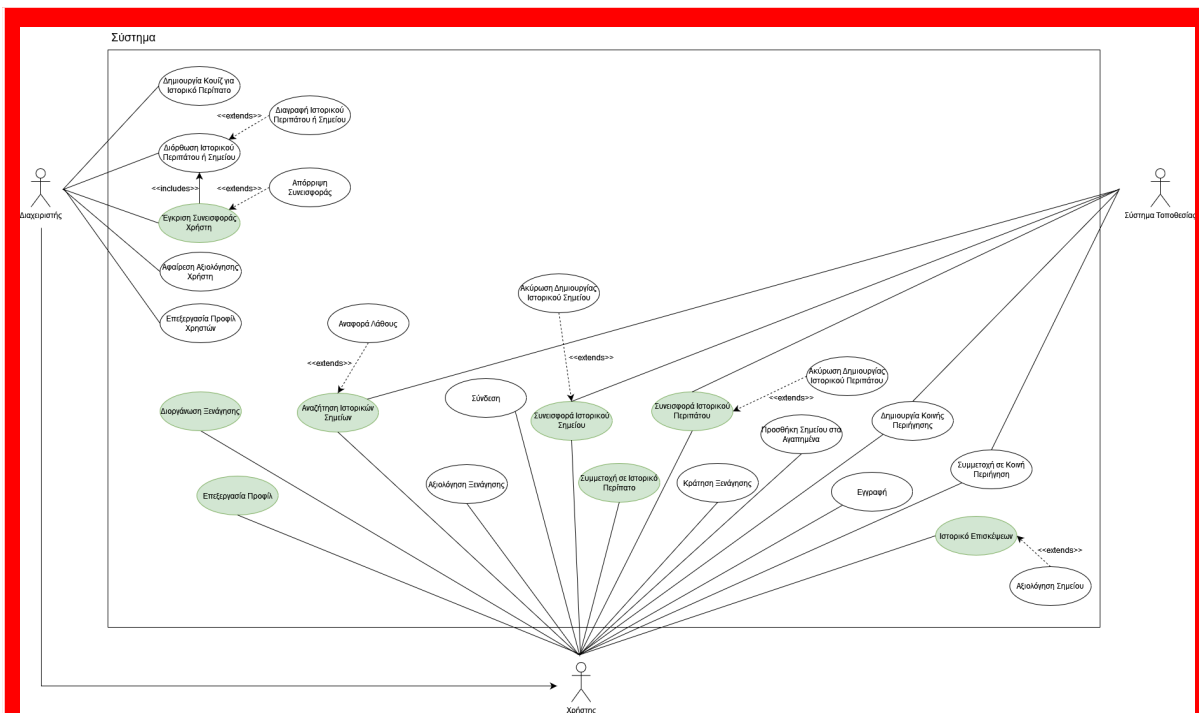 Σύστημα
Δημιουργία Κουίζ για
Ιστορικό Περίπατο
Διαγραφή Ιστορικού
Περιπάτου ή Σημείου
<<extends>>
Διόρθωση Ιστορικού
Περιπάτου ή Σημείου
<<includes>>
<<extends>>
Απόρριψη
Συνεισφοράς
Έγκριση Συνεισφοράς
Χρήστη
Διαχειριστής
Σύστημα Τοποθεσίας
Αφαίρεση Αξιολόγησης
Χρήστη
Επεξεργασία Προφίλ
Χρηστών
Αναφορά Λάθους
<<extends>>
Ακύρωση Δημιουργίας
Ιστορικού Σημείου
<<extends>>
Ακύρωση Δημιουργίας
Ιστορικού Περιπάτου
<<extends>>
Διοργάνωση Ξενάγησης
Αναζήτηση Ιστορικών
Σημείων
Σύνδεση
Συνεισφορά Ιστορικού
Σημείου
Συνεισφορά Ιστορικού
Περιπάτου
Προσθήκη Σημείου στα
Αγαπημένα
Δημιουργία Κοινής
Περιήγησης
Επεξεργασία Προφίλ
Αξιολόγηση Ξενάγησης
Συμμετοχή σε Ιστορικό
Περίπατο
Κράτηση Ξενάγησης
Εγγραφή
Συμμετοχή σε Κοινή
Περιήγηση
Ιστορικό Επισκέψεων
<<extends>>
Αξιολόγηση Σημείου
Χρήστης